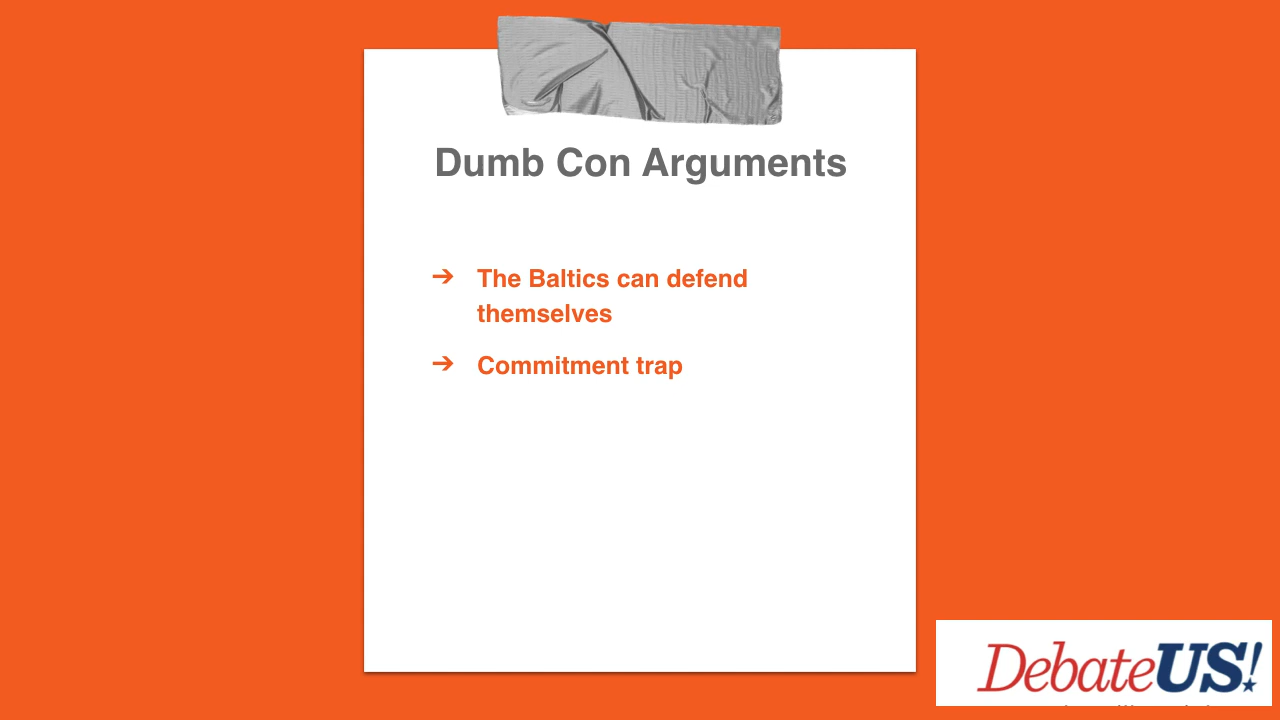 Dumb Con Arguments
➔ The Baltics can defend
themselves
➔ Commitment trap
DebateUS!